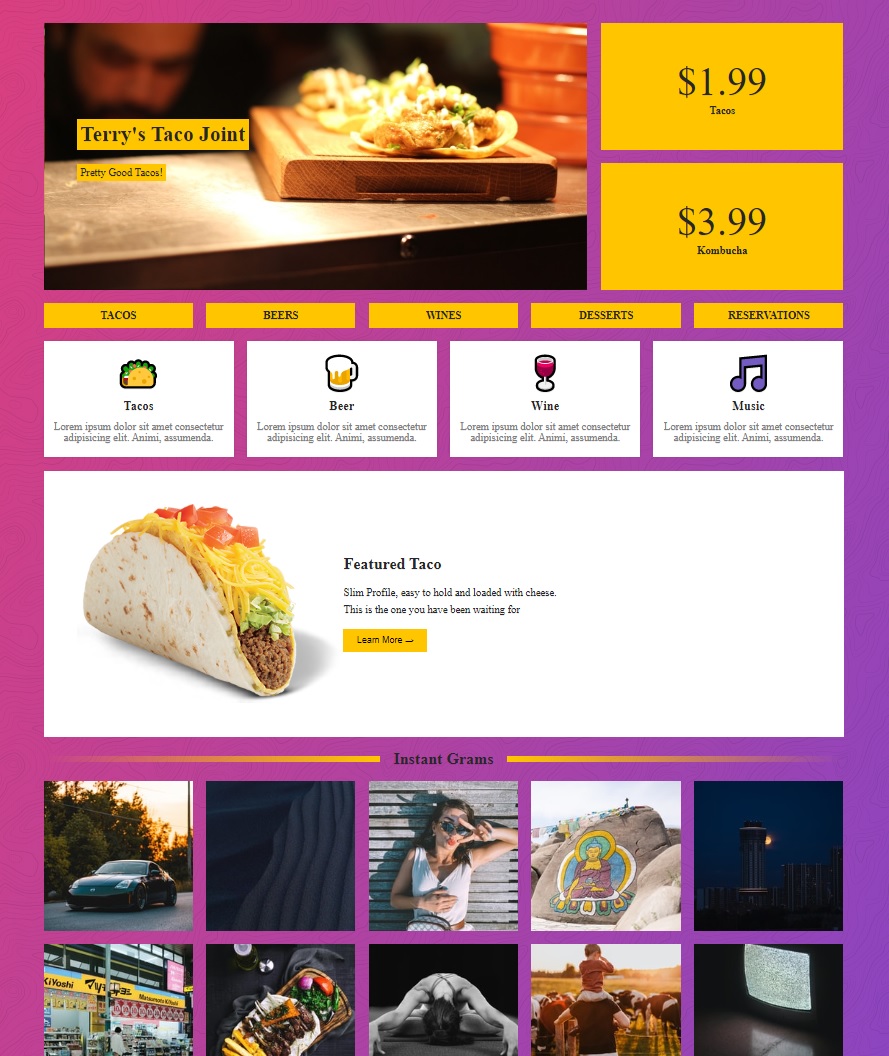 Terry's Taco Joint
Pretty Good Tacos!
$1.99
Tacos
$3.99
Kombucha
TACOS
BEERS
WINES
DESSERTS
RESERVATIONS
Tacos
Lorem ipsum dolor sit amet consectetur
adipisicing elit. Animi, assumenda.
Beer
Lorem ipsum dolor sit amet consectetur
adipisicing elit. Animi, assumenda.
Wine
Lorem ipsum dolor sit amet consectetur
adipisicing elit. Animi, assumenda.
Music
Lorem ipsum dolor sit amet consectetur
adipisicing elit. Animi, assumenda.
Featured Taco
Slim Profile, easy to hold and loaded with cheese.
This is the one you have been waiting for
Learn More →
Instant Grams
KiYoshi
Matsumoto KiYoshi